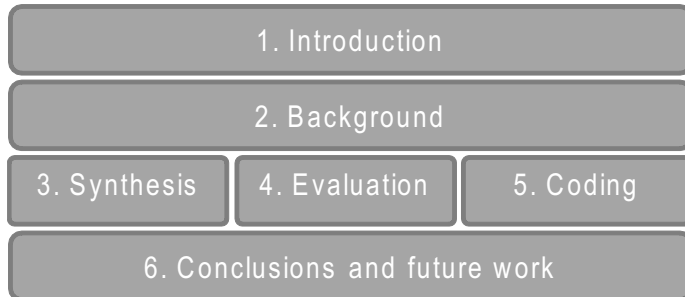 1. Introduction
2. Background
3. Synthesis
4. Evaluation
5. Coding
6. Conclusions and future work